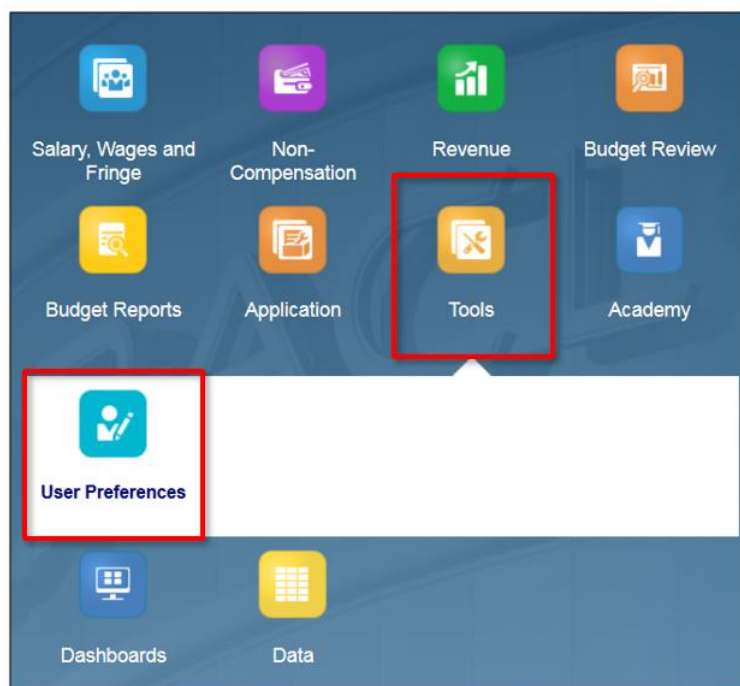 Salary, Wages and
Fringe
Non-
Compensation
Revenue
Budget Review
Budget Reports
Application
Tools
Academy
User Preferences
Dashboards
Data